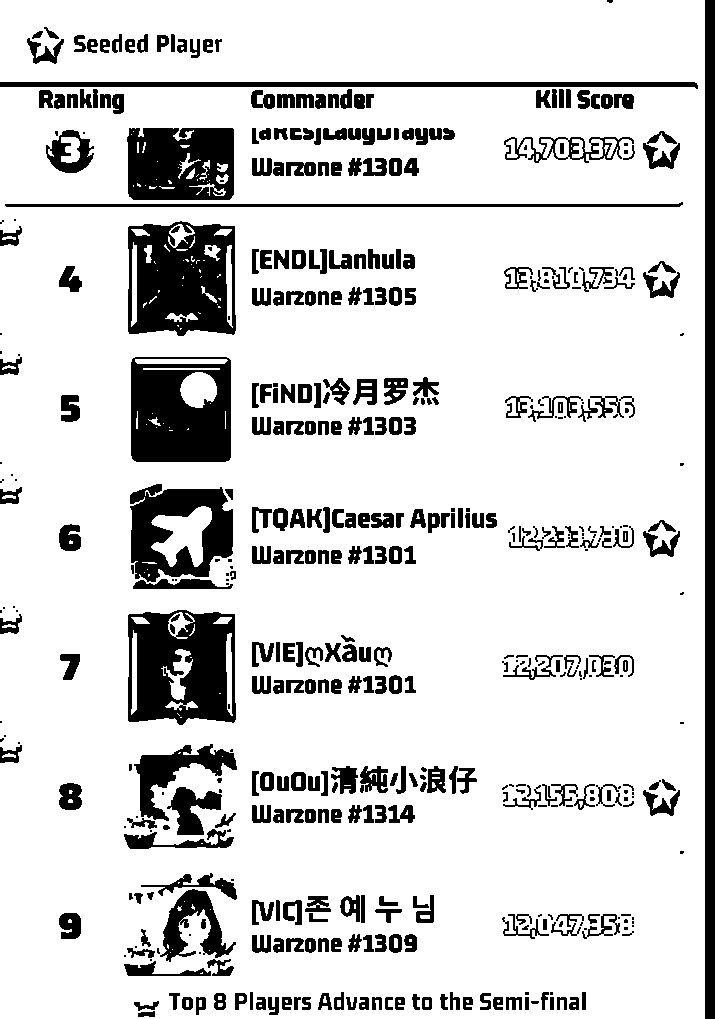 Seeded Player
Ranking Commander Kill Score
3 [aREs]LadyDragus 14,703,378
Warzone #1304
4 [ENDL]Lanhula 13,810,734
Warzone #1305
5 [FiND]冷月罗杰 13,103,556
Warzone #1303
6 [TQAK]Caesar Aprilius 12,233,730
Warzone #1301
7 [VIE]ღXầuღ 12,207,030
Warzone #1301
8 [OuOu]清純小浪仔 12,155,808
Warzone #1314
9 [VIC]존 예 누 님 12,047,358
Warzone #1309
Top 8 Players Advance to the Semi-final